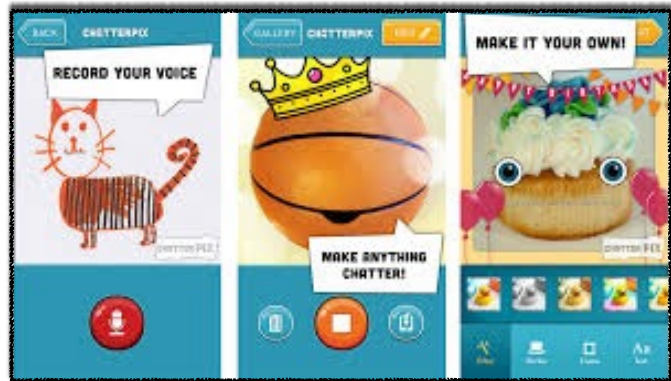 BACK
CHATTERPIX
RECORD YOUR VOICE
GALLERY
CHATTERPIX
MAKE ANYTHING
CHATTER!
MAKE IT YOUR OWN!